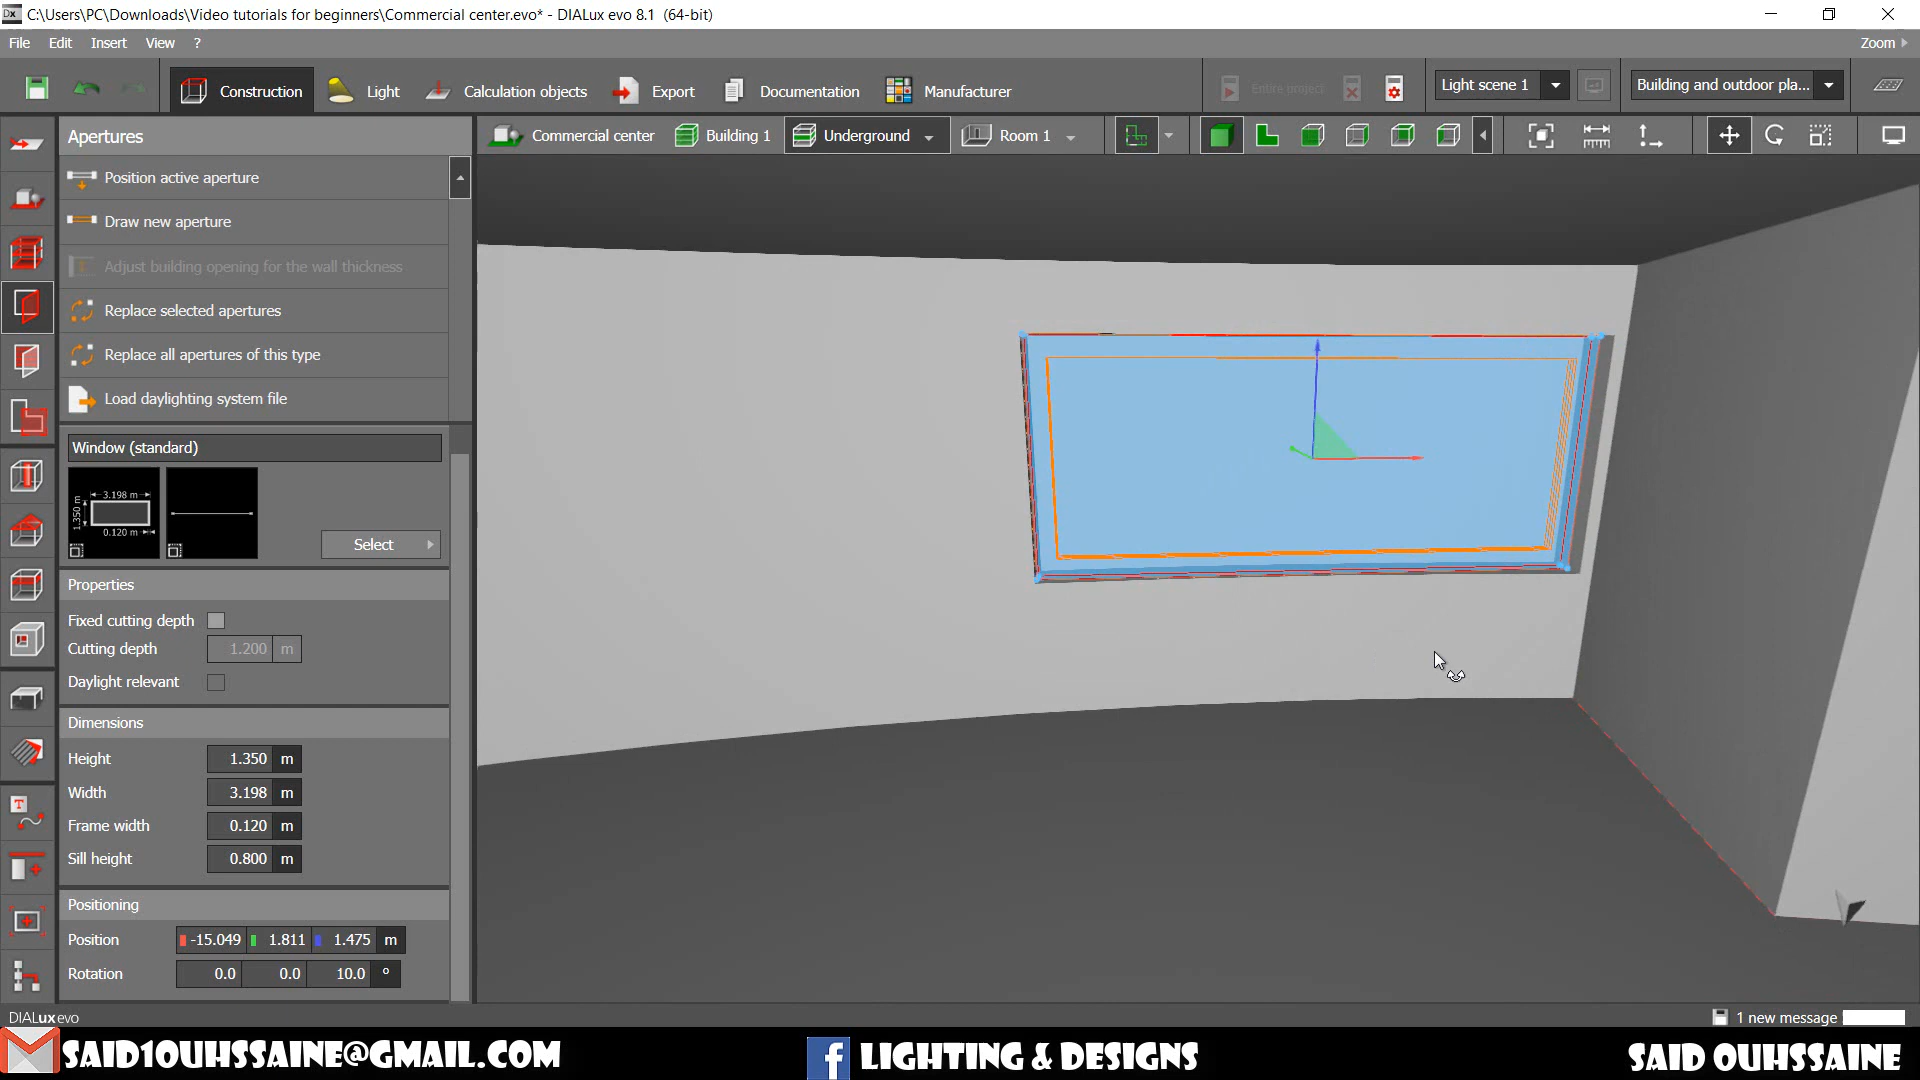 C:\Users\PC\Downloads\Video tutorials for beginners\Commercial center.evo* - DIALux evo 8.1 (64-bit)
File Edit Insert View ?
Zoom
Construction Light Calculation objects Export Documentation Manufacturer
Entire project
Light scene 1
Building and outdoor pla...
Apertures
Commercial center Building 1 Underground Room 1
Position active aperture
Draw new aperture
Adjust building opening for the wall thickness
Replace selected apertures
Replace all apertures of this type
Load daylighting system file
Window (standard)
3.198 m
1.350 m
0.120 m
Select
Properties
Fixed cutting depth
Cutting depth 1.200 m
Daylight relevant
Dimensions
Height 1.350 m
Width 3.198 m
Frame width 0.120 m
Sill height 0.800 m
Positioning
Position -15.049 1.811 1.475 m
Rotation 0.0 0.0 10.0 °
DIALux evo
1 new message
SAID1OUHSSAINE@GMAIL.COM
f LIGHTING & DESIGNS
SAID OUHSSAINE